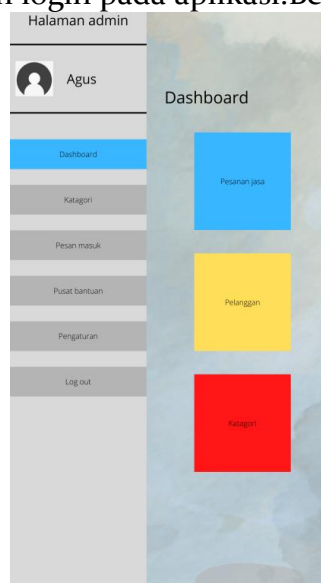 login pada aplikasi.Be
Halaman admin
Agus
Dashboard
Katagori
Pesan masuk
Pusat bantuan
Pengaturan
Log out
Dashboard
Pesanan jasa
Pelanggan
Katagori